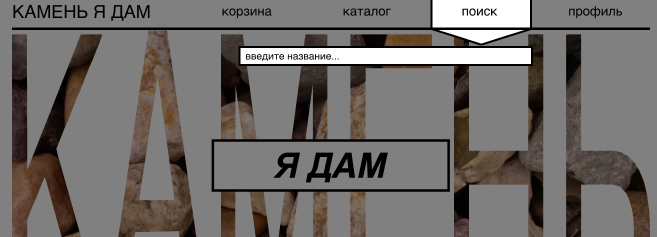 КАМЕНЬ Я ДАМ корзина каталог поиск профиль
введите название...
КАМЕНЬ
Я ДАМ